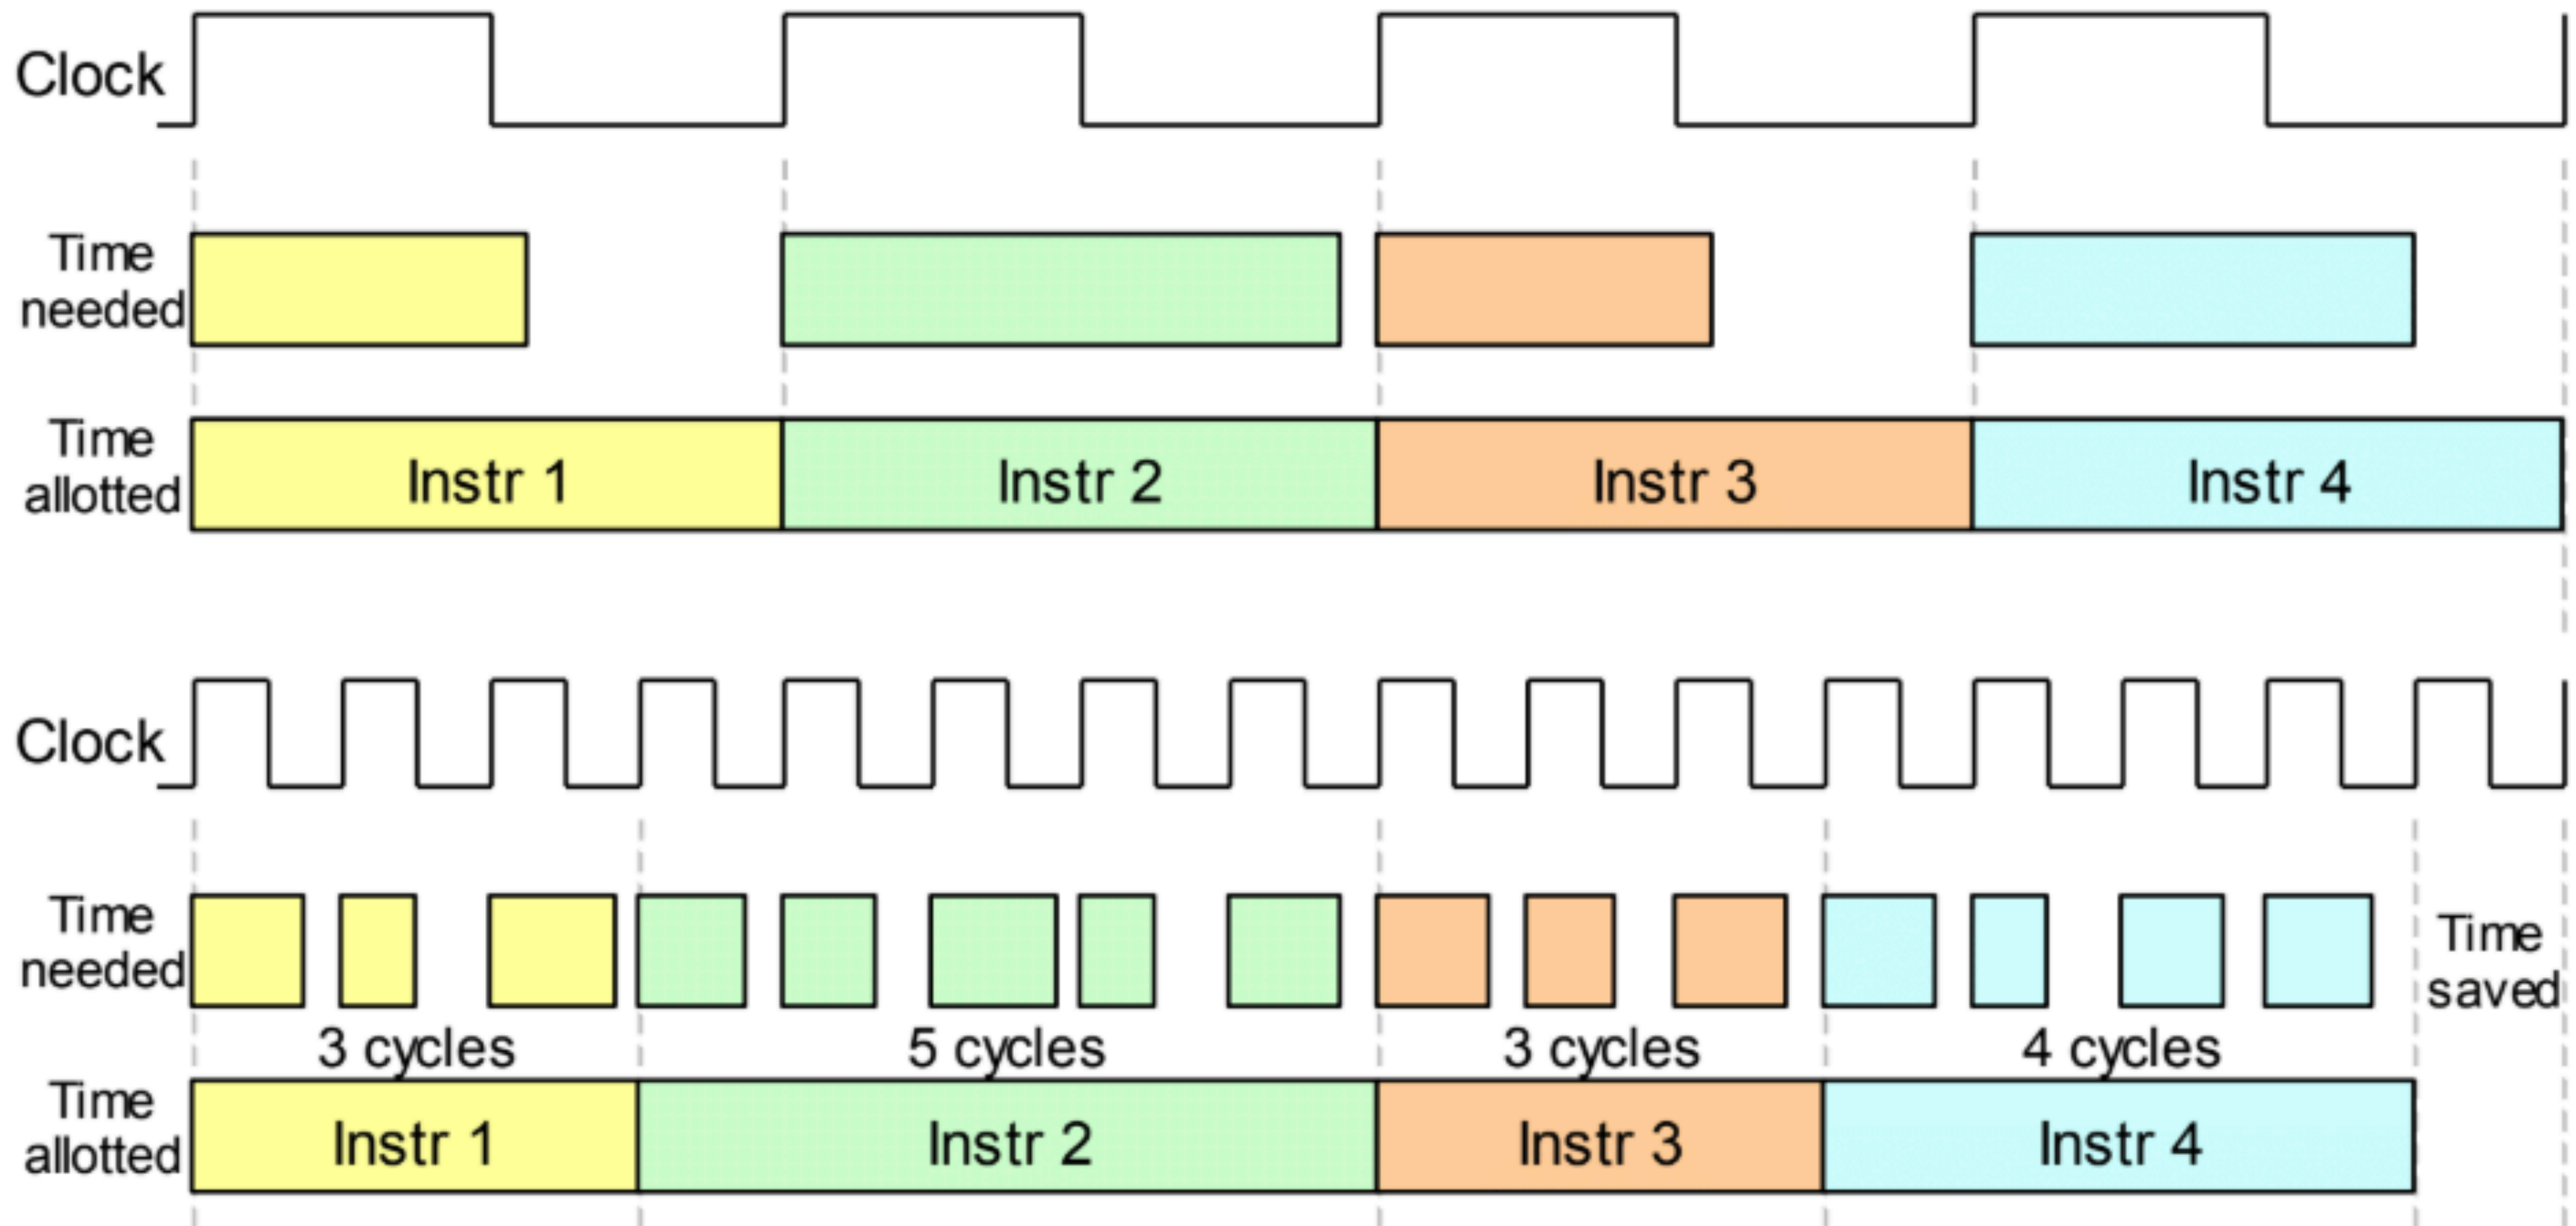 Clock
Time
needed
Time
allotted
Instr 1
Instr 2
Instr 3
Instr 4
Clock
Time
needed
Time
saved
3 cycles
5 cycles
3 cycles
4 cycles
Time
allotted
Instr 1
Instr 2
Instr 3
Instr 4